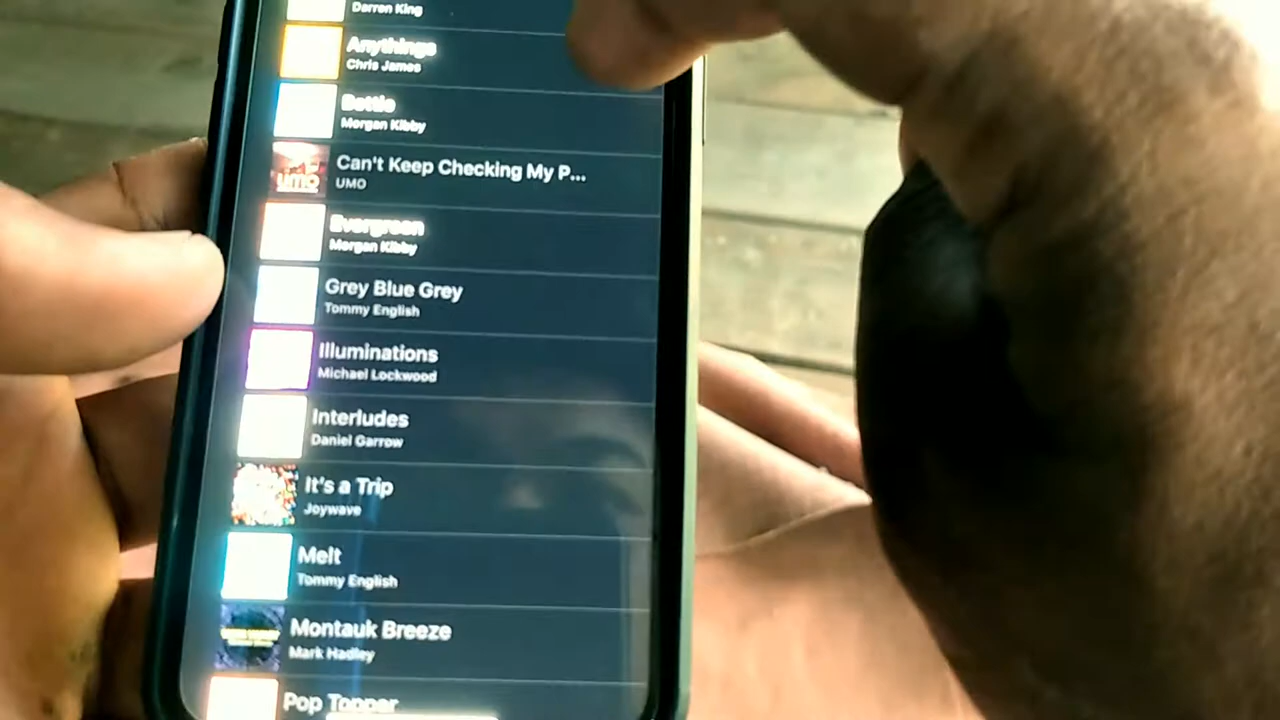 Darren King
Anythings
Chris James
Bottle
Morgan Kibby
Can't Keep Checking My P...
UMO
UMO
Evergreen
Morgan Kibby
Grey Blue Grey
Tommy English
Illuminations
Michael Lockwood
Interludes
Daniel Garrow
It's a Trip
Joywave
Melt
Tommy English
Montauk Breeze
Mark Hadley
Pop Topper